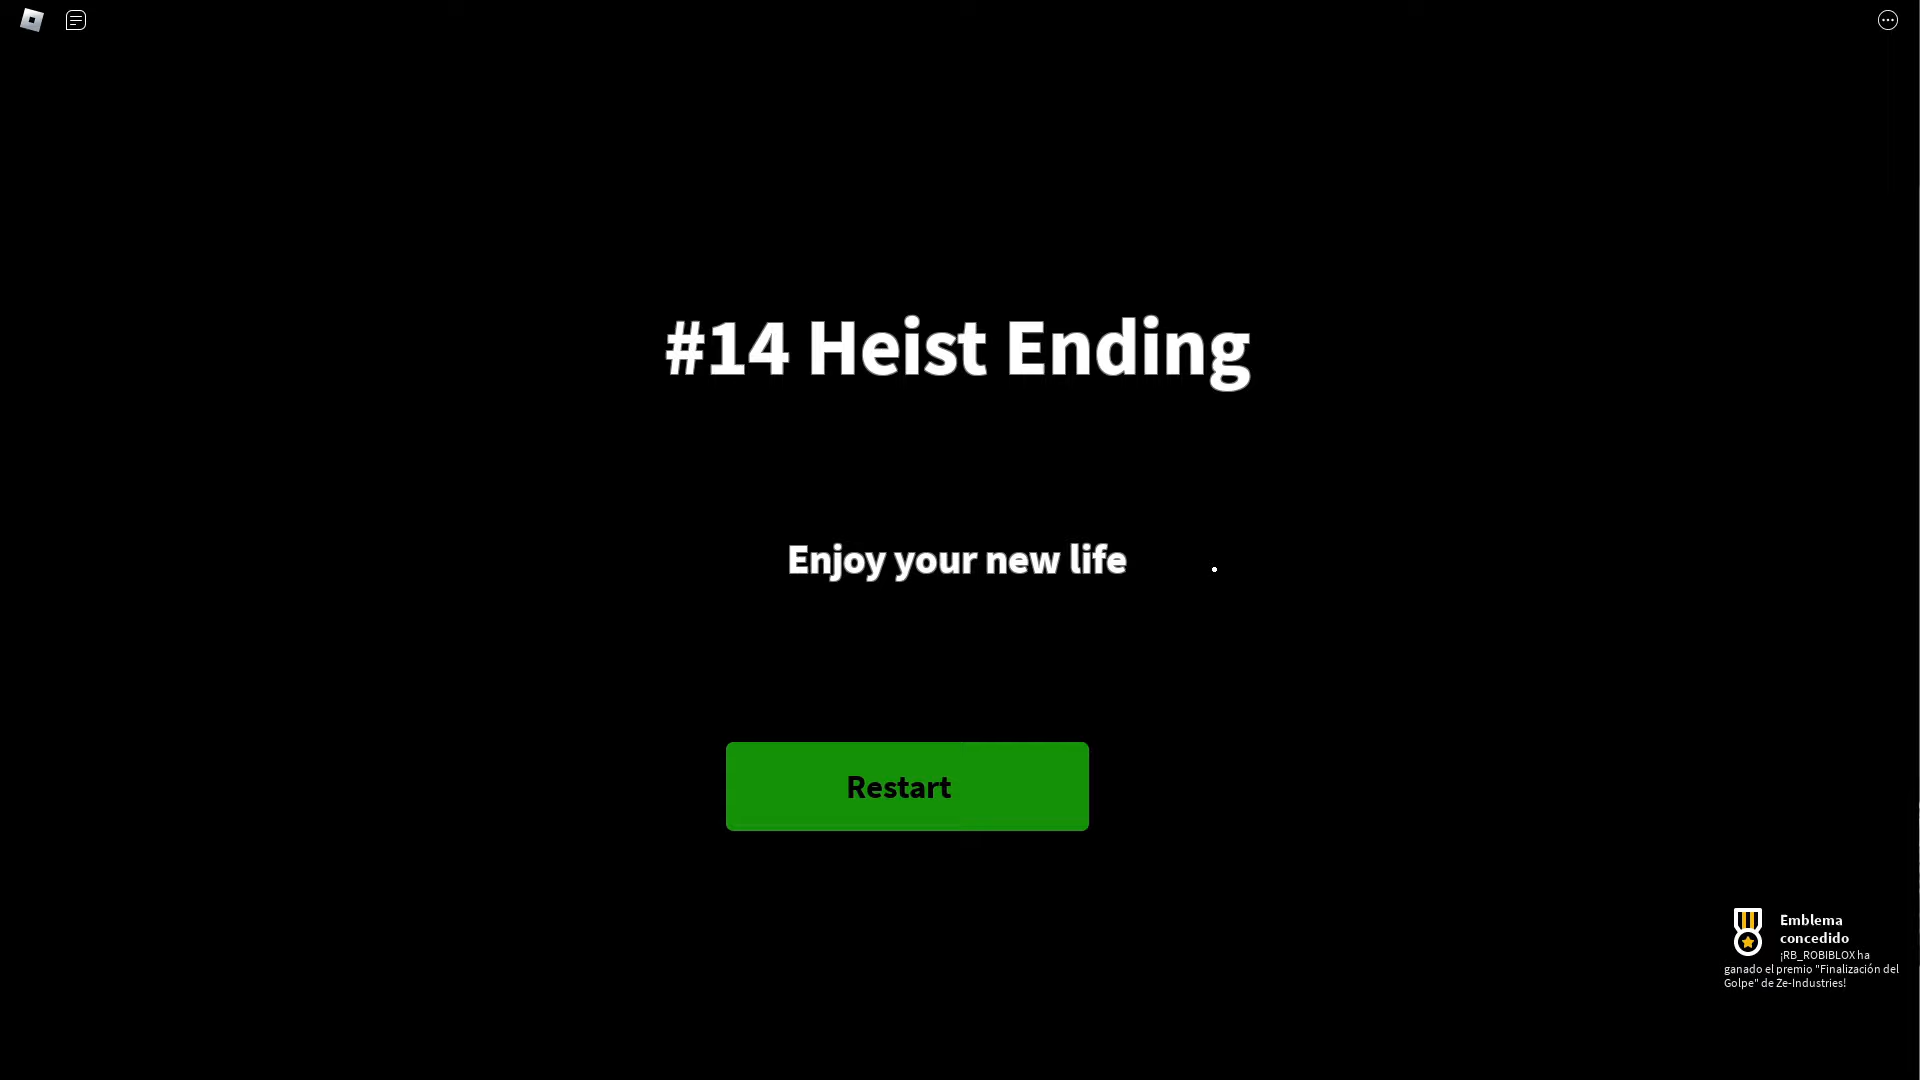 #14 Heist Ending
Enjoy your new life
Restart
Emblema
concedido
¡RB_ROBIBLOX ha
ganado el premio "Finalización del
Golpe" de Ze-Industries!